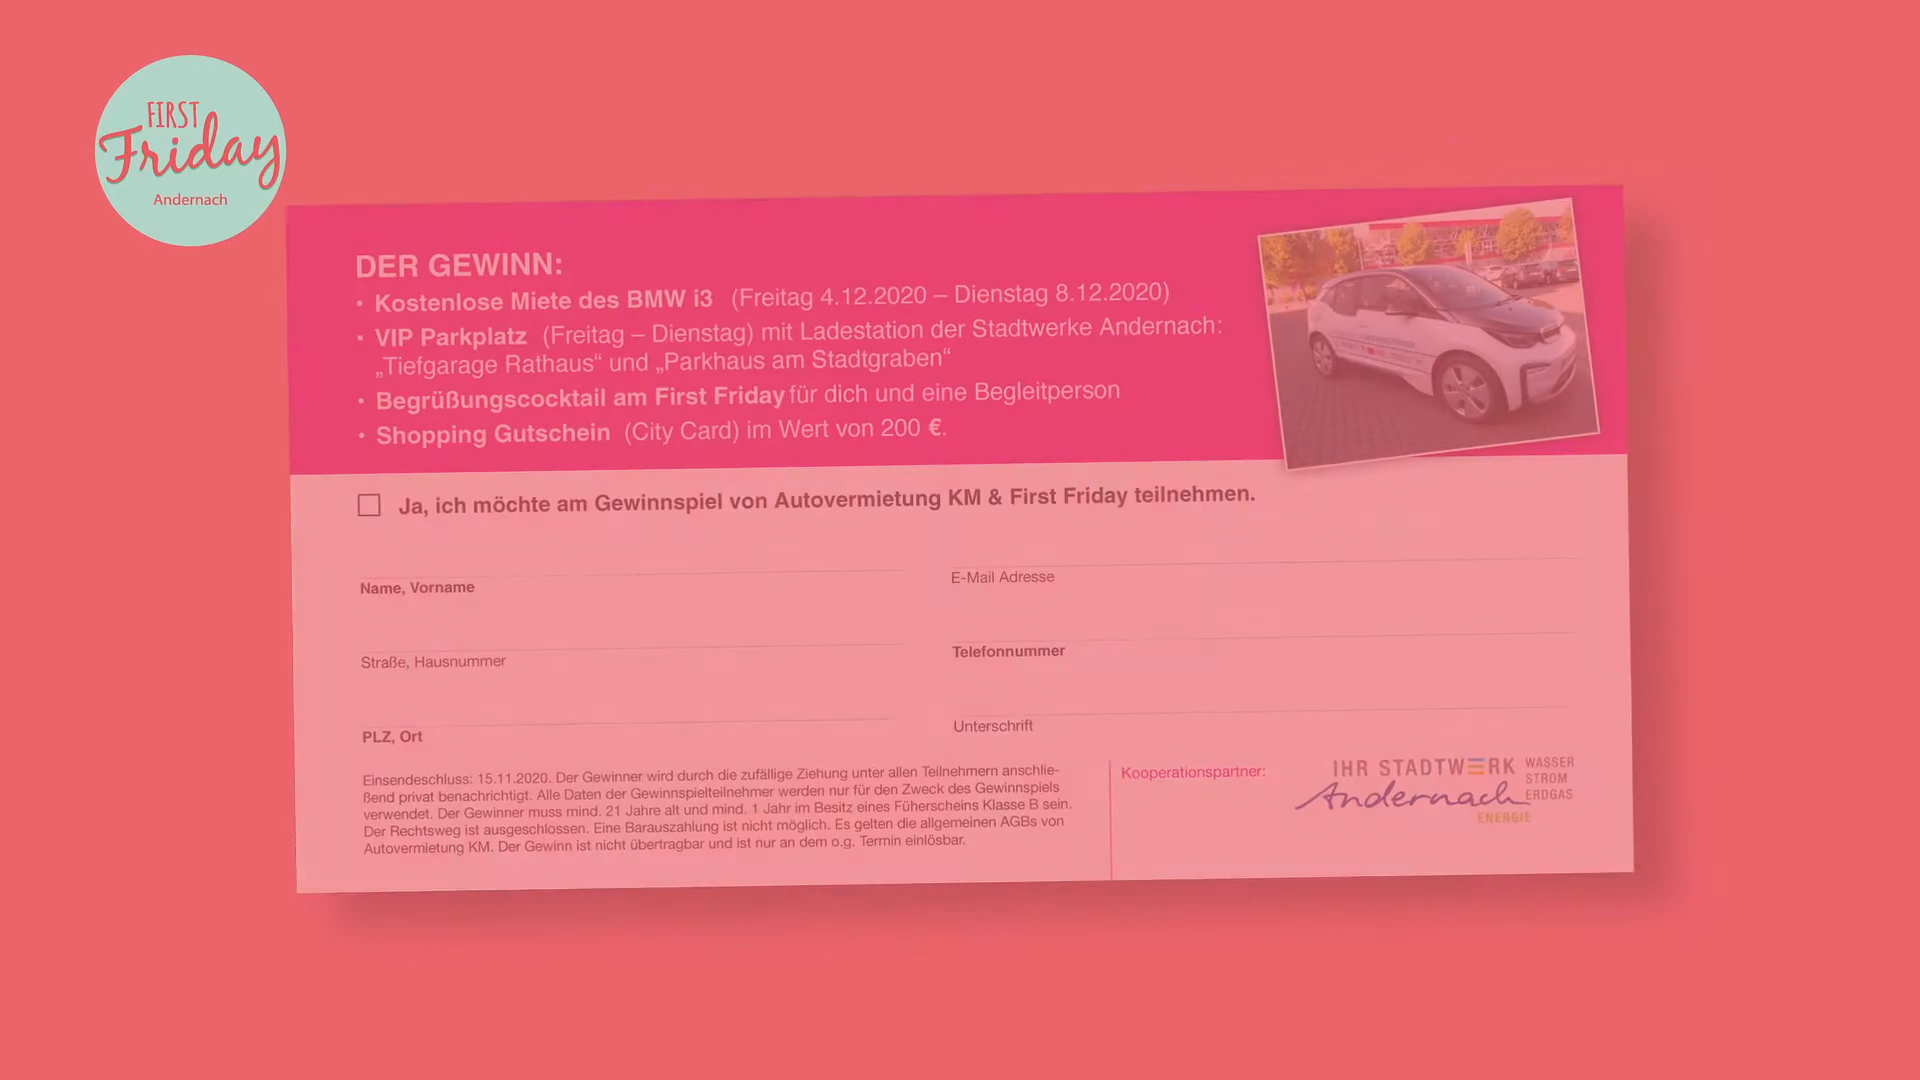 FIRST
Friday
Andernach
DER GEWINN:
• Kostenlose Miete des BMW i3 (Freitag 4.12.2020 – Dienstag 8.12.2020)
• VIP Parkplatz (Freitag – Dienstag) mit Ladestation der Stadtwerke Andernach:
„Tiefgarage Rathaus“ und „Parkhaus am Stadtgraben“
• Begrüßungscocktail am First Friday für dich und eine Begleitperson
• Shopping Gutschein (City Card) im Wert von 200 €.
Ja, ich möchte am Gewinnspiel von Autovermietung KM & First Friday teilnehmen.
Name, Vorname
E-Mail Adresse
Straße, Hausnummer
Telefonnummer
PLZ, Ort
Unterschrift
Einsendeschluss: 15.11.2020. Der Gewinner wird durch die zufällige Ziehung unter allen Teilnehmern anschlie-
ßend privat benachrichtigt. Alle Daten der Gewinnspielteilnehmer werden nur für den Zweck des Gewinnspiels
verwendet. Der Gewinner muss mind. 21 Jahre alt und mind. 1 Jahr im Besitz eines Füherscheins Klasse B sein.
Der Rechtsweg ist ausgeschlossen. Eine Barauszahlung ist nicht möglich. Es gelten die allgemeinen AGBs von
Autovermietung KM. Der Gewinn ist nicht übertragbar und ist nur an dem o.g. Termin einlösbar.
Kooperationspartner:
IHR STADTWERK
Andernach
ENERGIE
WASSER
STROM
ERDGAS